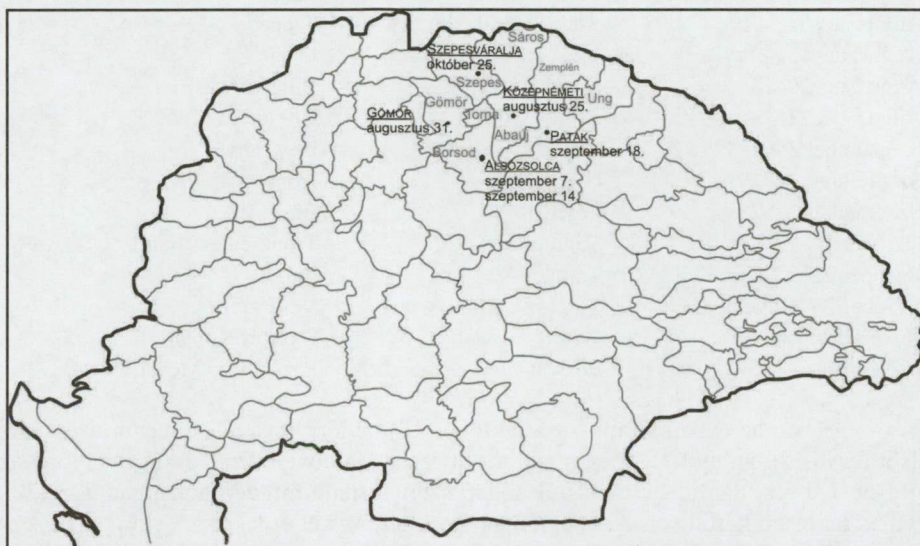 Sáros
SZEPESVÁRALJA
október 25.
Zemplén
Szepes
KÖZÉPNÉMETI
augusztus 25.
Ung
Gömör
Torna
GÖMÖR
augusztus 31.
Abaúj
PATAK
szeptember 18.
Borsod
ALSÓZSOLCA
szeptember 7.
szeptember 14.